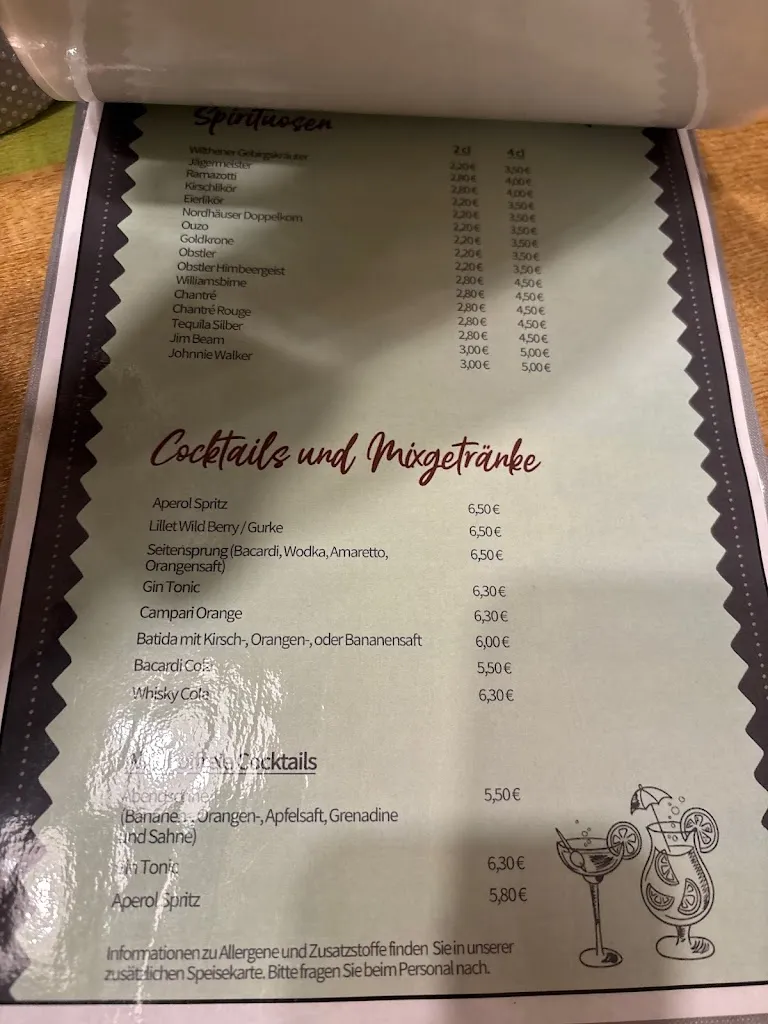 Spirituosen
2 cl 4 cl
Wilthener Gebirgskräuter 2,20 € 3,50 €
Jägermeister 2,80 € 4,00 €
Ramazotti 2,80 € 4,00 €
Kirschlikör 2,20 € 3,50 €
Eierlikör 2,20 € 3,50 €
Nordhäuser Doppelkorn 2,20 € 3,50 €
Ouzo 2,20 € 3,50 €
Goldkrone 2,20 € 3,50 €
Obstler 2,20 € 3,50 €
Obstler Himbeergeist 2,80 € 4,50 €
Williamsbirne 2,80 € 4,50 €
Chantré 2,80 € 4,50 €
Chantré Rouge 2,80 € 4,50 €
Tequila Silber 2,80 € 4,50 €
Jim Beam 3,00 € 5,00 €
Johnnie Walker 3,00 € 5,00 €
Cocktails und Mixgetränke
Aperol Spritz 6,50 €
Lillet Wild Berry / Gurke 6,50 €
Seitensprung (Bacardi, Wodka, Amaretto, 6,50 €
Orangensaft)
Gin Tonic 6,30 €
Campari Orange 6,30 €
Batida mit Kirsch-, Orangen-, oder Bananensaft 6,00 €
Bacardi Cola 5,50 €
Whisky Cola 6,30 €
Cocktails
5,50 €
(Bananen-, Orangen-, Apfelsaft, Grenadine
und Sahne)
Gin Tonic 6,30 €
Aperol Spritz 5,80 €
Informationen zu Allergene und Zusatzstoffe finden Sie in unserer
zusätzlichen Speisekarte. Bitte fragen Sie beim Personal nach.